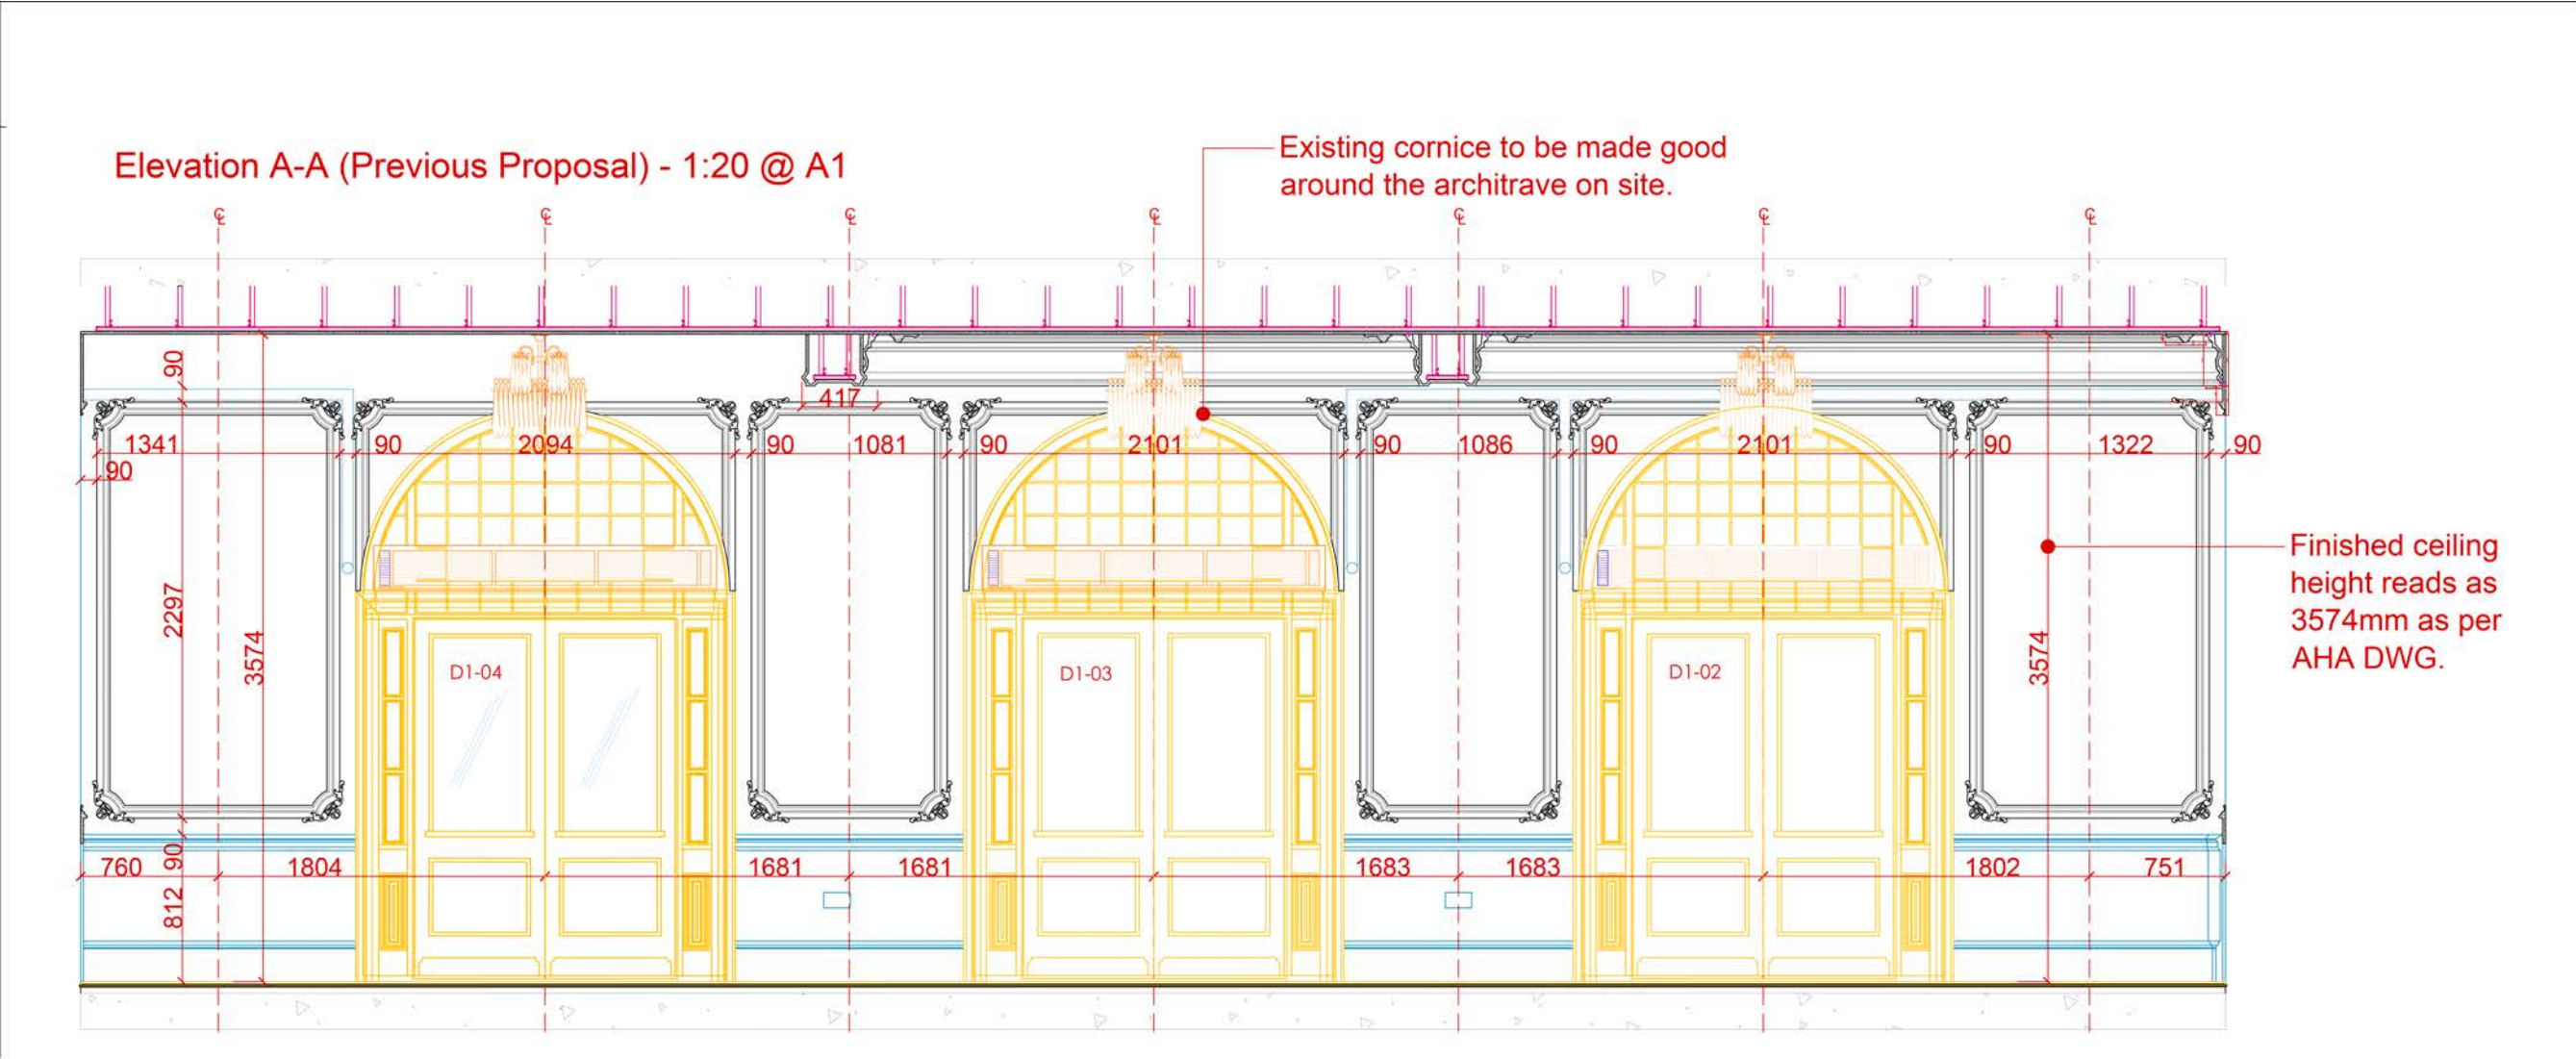 Elevation A-A (Previous Proposal) - 1:20 @ A1
Existing cornice to be made good
around the architrave on site.
℄ ℄ ℄ ℄ ℄ ℄ ℄
90
417
1341 90 2094 90 1081 90 2101 90 1086 90 2101 90 1322 90
90
2297
3574
3574
Finished ceiling
height reads as
3574mm as per
AHA DWG.
D1-04 D1-03 D1-02
90
760 1804 1681 1681 1683 1683 1802 751
812